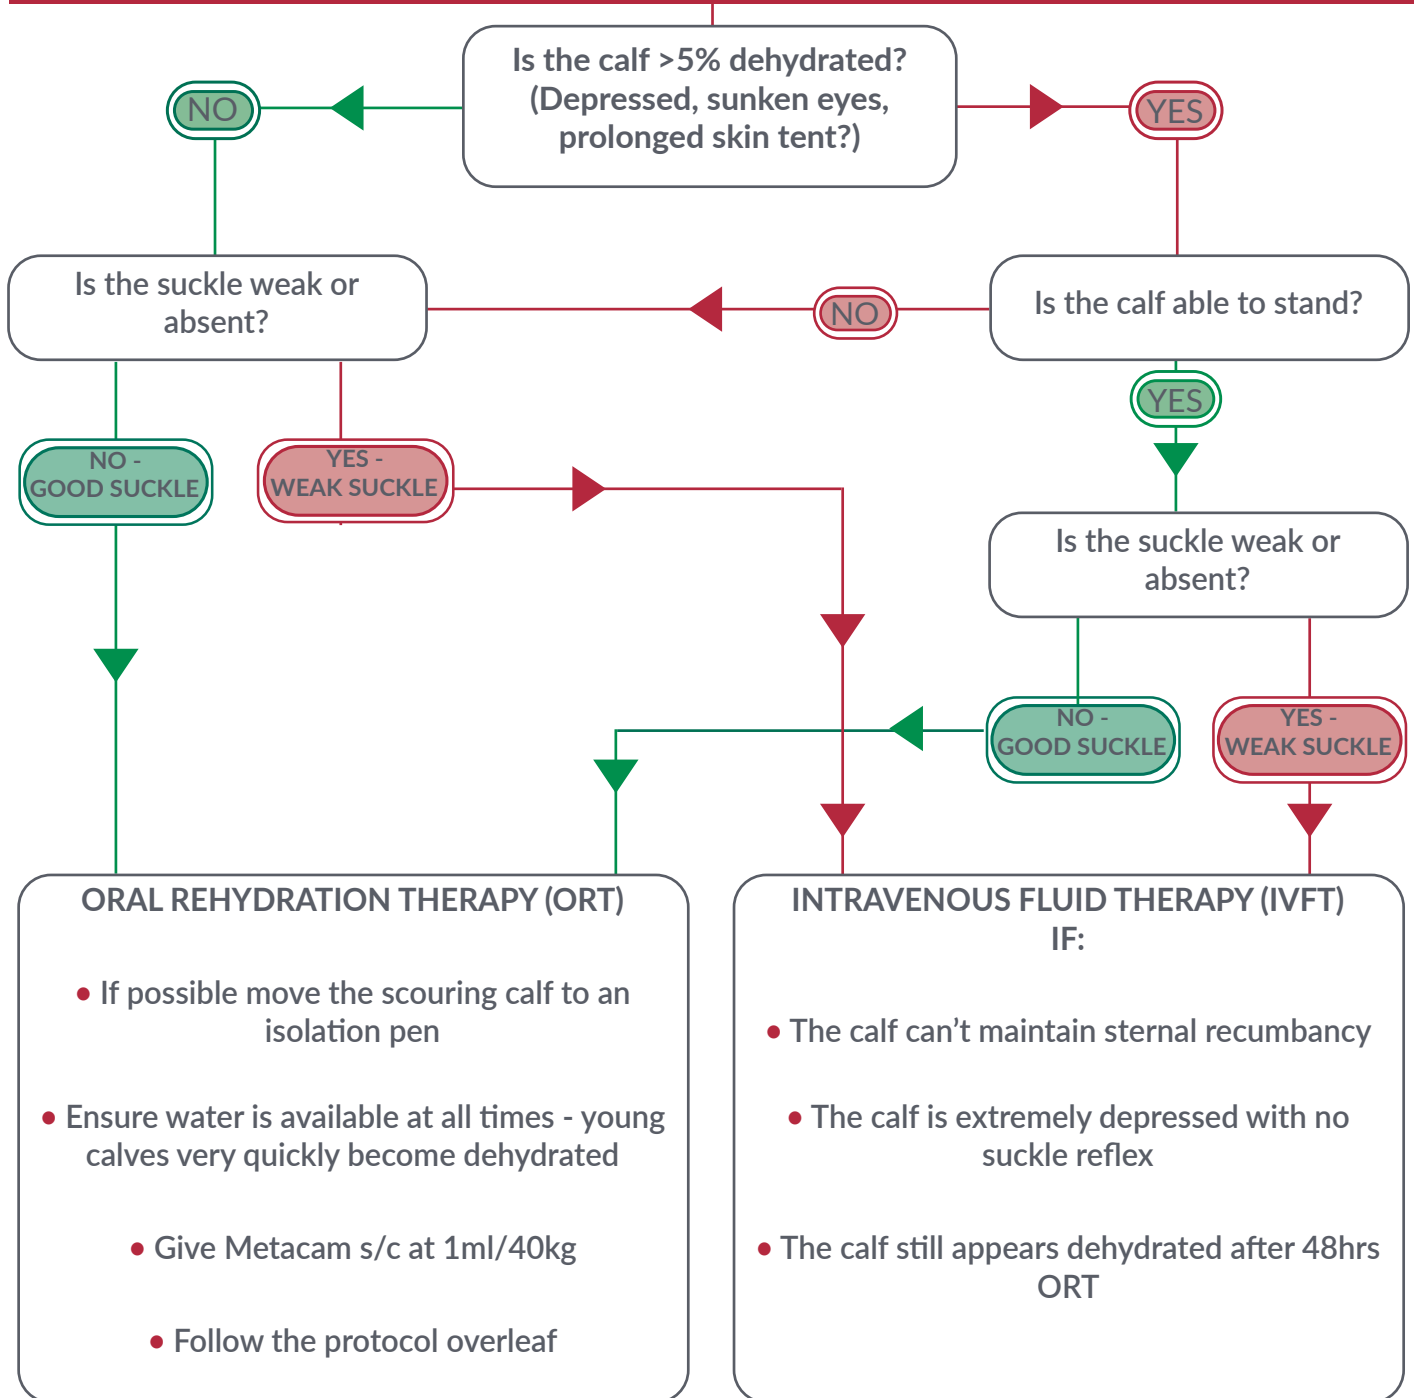 Is the calf >5% dehydrated?
(Depressed, sunken eyes,
prolonged skin tent?)
NO
YES
Is the suckle weak or
absent?
NO
Is the calf able to stand?
YES
NO -
GOOD SUCKLE
YES -
WEAK SUCKLE
Is the suckle weak or
absent?
NO -
GOOD SUCKLE
YES -
WEAK SUCKLE
ORAL REHYDRATION THERAPY (ORT)
• If possible move the scouring calf to an
isolation pen
• Ensure water is available at all times - young
calves very quickly become dehydrated
• Give Metacam s/c at 1ml/40kg
• Follow the protocol overleaf
INTRAVENOUS FLUID THERAPY (IVFT)
IF:
• The calf can’t maintain sternal recumbancy
• The calf is extremely depressed with no
suckle reflex
• The calf still appears dehydrated after 48hrs
ORT